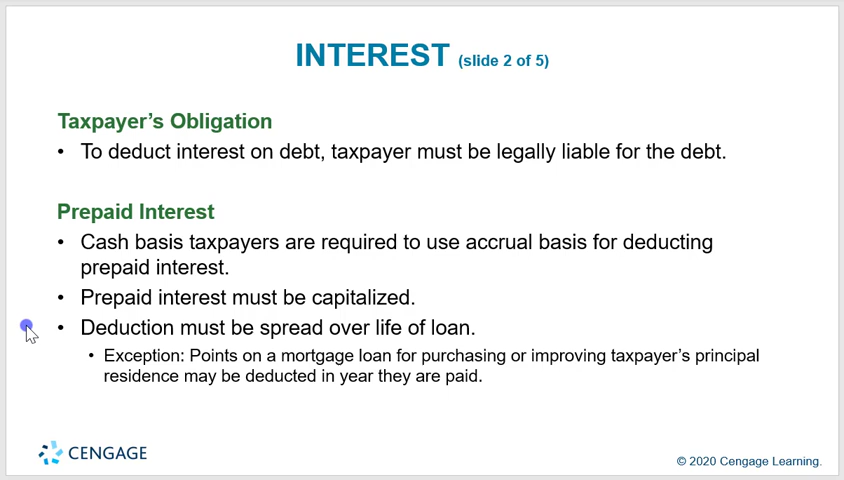 INTEREST (slide 2 of 5)
Taxpayer’s Obligation
• To deduct interest on debt, taxpayer must be legally liable for the debt.
Prepaid Interest
• Cash basis taxpayers are required to use accrual basis for deducting
prepaid interest.
• Prepaid interest must be capitalized.
• Deduction must be spread over life of loan.
• Exception: Points on a mortgage loan for purchasing or improving taxpayer’s principal
residence may be deducted in year they are paid.
CENGAGE
© 2020 Cengage Learning.